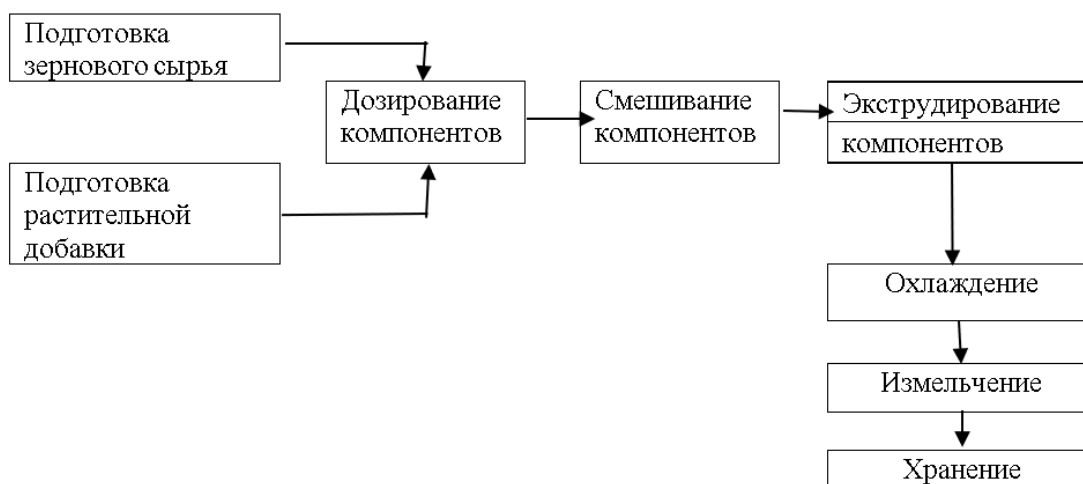 Подготовка
зернового сырья
Дозирование
компонентов
Смешивание
компонентов
Экструдирование
компонентов
Подготовка
растительной
добавки
Охлаждение
Измельчение
Хранение